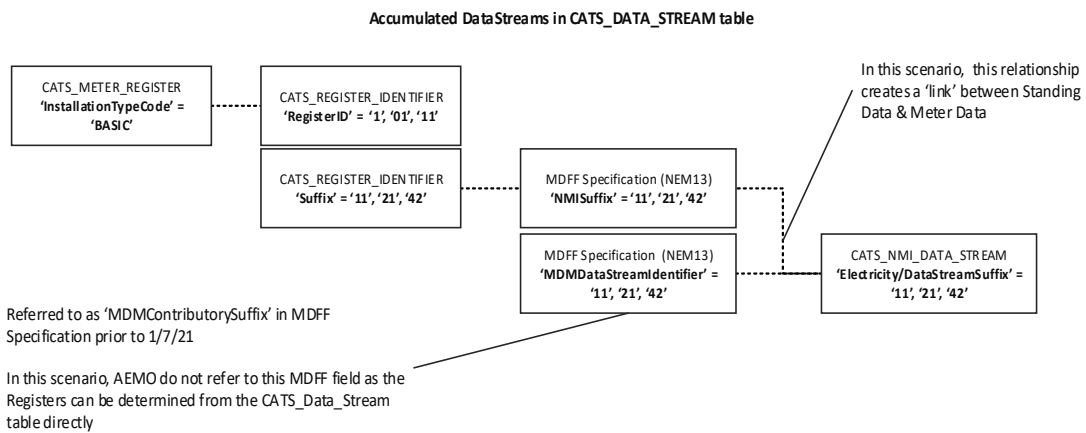 Accumulated DataStreams in CATS_DATA_STREAM table
CATS_METER_REGISTER
‘InstallationTypeCode’ =
‘BASIC’
CATS_REGISTER_IDENTIFIER
‘RegisterID’ = ‘1’, ‘01’, ‘11’
In this scenario, this relationship
creates a ‘link’ between Standing
Data & Meter Data
CATS_REGISTER_IDENTIFIER
‘Suffix’ = ‘11’, ‘21’, ‘42’
MDFF Specification (NEM13)
‘NMISuffix’ = ‘11’, ‘21’, ‘42’
MDFF Specification (NEM13)
‘MDMDataStreamIdentifier’ =
‘11’, ‘21’, ‘42’
CATS_NMI_DATA_STREAM
‘Electricity/DataStreamSuffix’ =
‘11’, ‘21’, ‘42’
Referred to as ‘MDMContributorySuffix’ in MDFF
Specification prior to 1/7/21
In this scenario, AEMO do not refer to this MDFF field as the
Registers can be determined from the CATS_Data_Stream
table directly